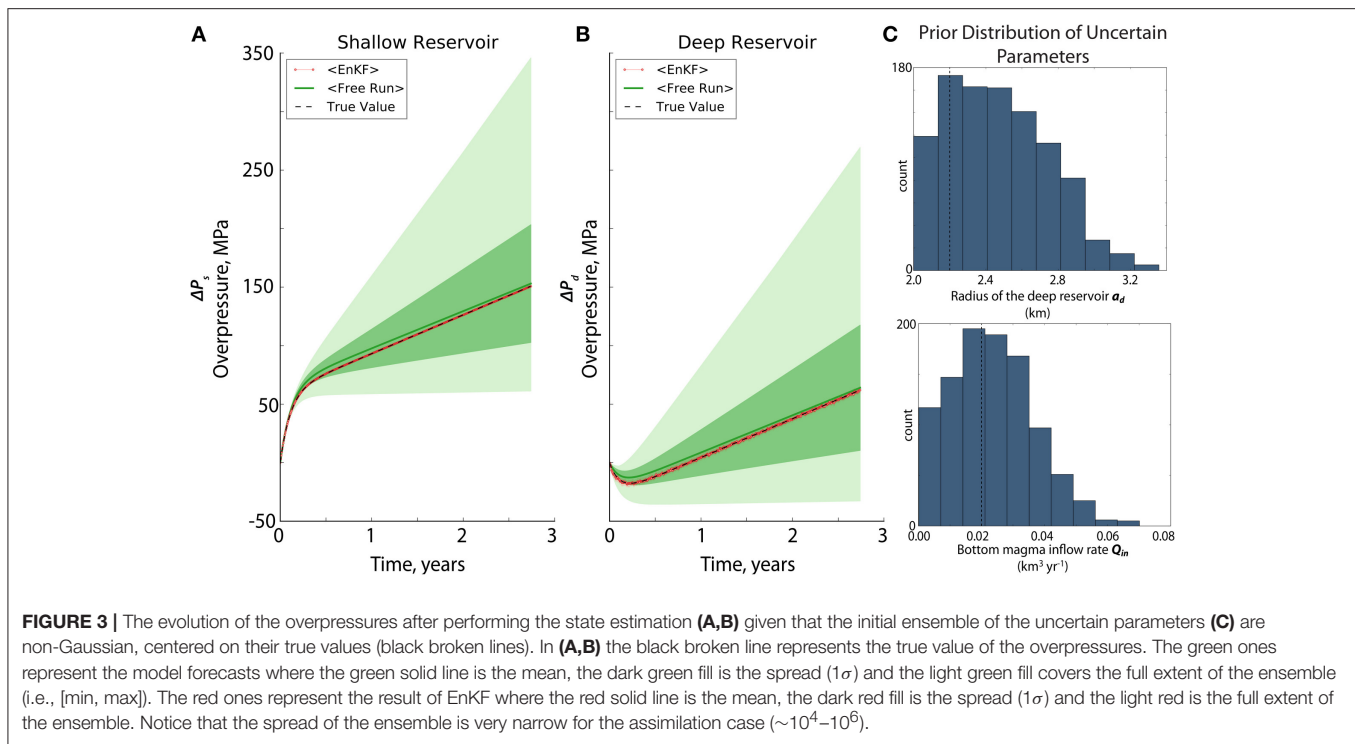 A
Shallow Reservoir
<EnKF>
<Free Run>
True Value
350
250
150
50
-50
ΔPs
Overpressure, MPa
0
1
2
3
Time, years
B
Deep Reservoir
<EnKF>
<Free Run>
True Value
ΔPd
Overpressure, MPa
0
1
2
3
Time, years
C
Prior Distribution of Uncertain
Parameters
180
count
0
2.0
2.4
2.8
3.2
Radius of the deep reservoir ad
(km)
200
count
0
0.00
0.02
0.04
0.06
0.08
Bottom magma inflow rate Qin
(km³ yr⁻¹)
FIGURE 3 | The evolution of the overpressures after performing the state estimation (A,B) given that the initial ensemble of the uncertain parameters (C) are
non-Gaussian, centered on their true values (black broken lines). In (A,B) the black broken line represents the true value of the overpressures. The green ones
represent the model forecasts where the green solid line is the mean, the dark green fill is the spread (1σ) and the light green fill covers the full extent of the ensemble
(i.e., [min, max]). The red ones represent the result of EnKF where the red solid line is the mean, the dark red fill is the spread (1σ) and the light red is the full extent of
the ensemble. Notice that the spread of the ensemble is very narrow for the assimilation case (~10⁴–10⁶).